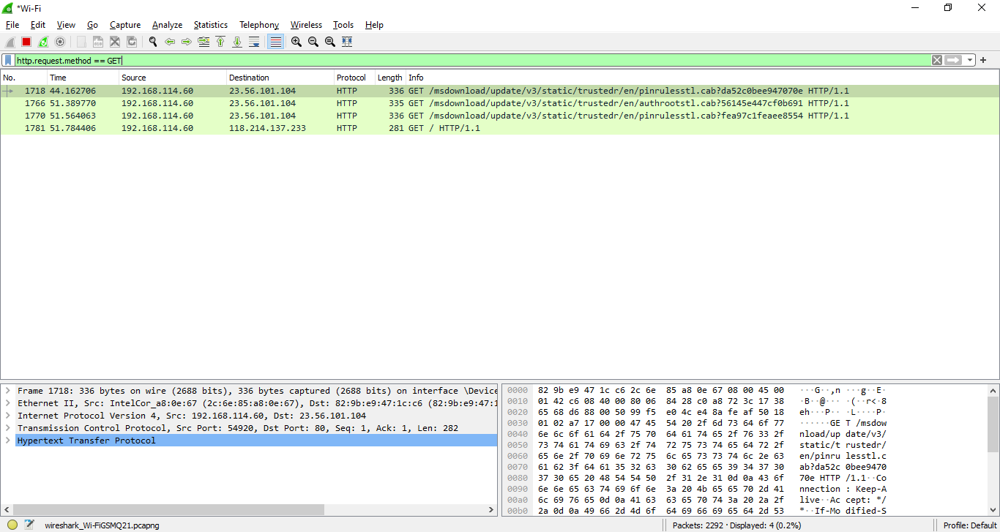 *Wi-Fi
File Edit View Go Capture Analyze Statistics Telephony Wireless Tools Help
http.request.method == GET
No. Time Source Destination Protocol Length Info
1718 44.162706 192.168.114.60 23.56.101.104 HTTP 336 GET /msdownload/update/v3/static/trustedr/en/pinrulesstl.cab?da52c0bee947070e HTTP/1.1
1766 51.389770 192.168.114.60 23.56.101.104 HTTP 335 GET /msdownload/update/v3/static/trustedr/en/authrootstl.cab?56145e447cf0b691 HTTP/1.1
1770 51.564063 192.168.114.60 23.56.101.104 HTTP 336 GET /msdownload/update/v3/static/trustedr/en/pinrulesstl.cab?fea97c1feaee8554 HTTP/1.1
1781 51.784406 192.168.114.60 118.214.137.233 HTTP 281 GET / HTTP/1.1
Frame 1718: 336 bytes on wire (2688 bits), 336 bytes captured (2688 bits) on interface \Device
Ethernet II, Src: IntelCor_a8:0e:67 (2c:6e:85:a8:0e:67), Dst: 82:9b:e9:47:1c:c6 (82:9b:e9:47:1
Internet Protocol Version 4, Src: 192.168.114.60, Dst: 23.56.101.104
Transmission Control Protocol, Src Port: 54920, Dst Port: 80, Seq: 1, Ack: 1, Len: 282
Hypertext Transfer Protocol
0000 82 9b e9 47 1c c6 2c 6e 85 a8 0e 67 08 00 45 00 ···G··,n ···g··E·
0010 01 42 c6 08 40 00 80 06 84 28 c0 a8 72 3c 17 38 ·B··@··· ·(··r<·8
0020 65 68 d6 88 00 50 99 f5 e0 4c e4 8a fe af 50 18 eh···P·· ·L····P·
0030 01 02 a7 17 00 00 47 45 54 20 2f 6d 73 64 6f 77 ······GE T /msdow
0040 6e 6c 6f 61 64 2f 75 70 64 61 74 65 2f 76 33 2f nload/up date/v3/
0050 73 74 61 74 69 63 2f 74 72 75 73 74 65 64 72 2f static/t rustedr/
0060 65 6e 2f 70 69 6e 72 75 6c 65 73 73 74 6c 2e 63 en/pinru lesstl.c
0070 61 62 3f 64 61 35 32 63 30 62 65 65 39 34 37 30 ab?da52c 0bee9470
0080 37 30 65 20 48 54 54 50 2f 31 2e 31 0d 0a 43 6f 70e HTTP /1.1··Co
0090 6e 6e 65 63 74 69 6f 6e 3a 20 4b 65 65 70 2d 41 nnection : Keep-A
00a0 6c 69 76 65 0d 0a 41 63 63 65 70 74 3a 20 2a 2f live··Ac cept: */
00b0 2a 0d 0a 49 66 2d 4d 6f 64 69 66 69 65 64 2d 53 *··If-Mo dified-S
wireshark_Wi-FiGSMQ21.pcapng Packets: 2292 · Displayed: 4 (0.2%) Profile: Default